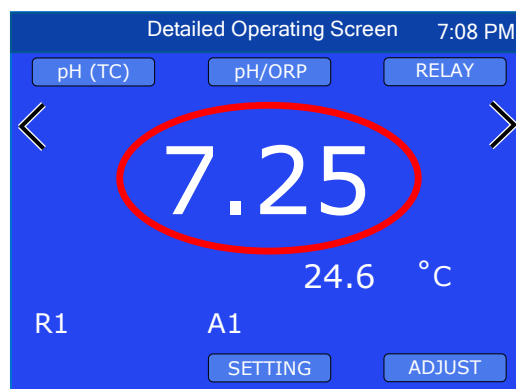 Detailed Operating Screen 7:08 PM
pH (TC) pH/ORP RELAY
7.25
24.6 °C
R1 A1
SETTING ADJUST